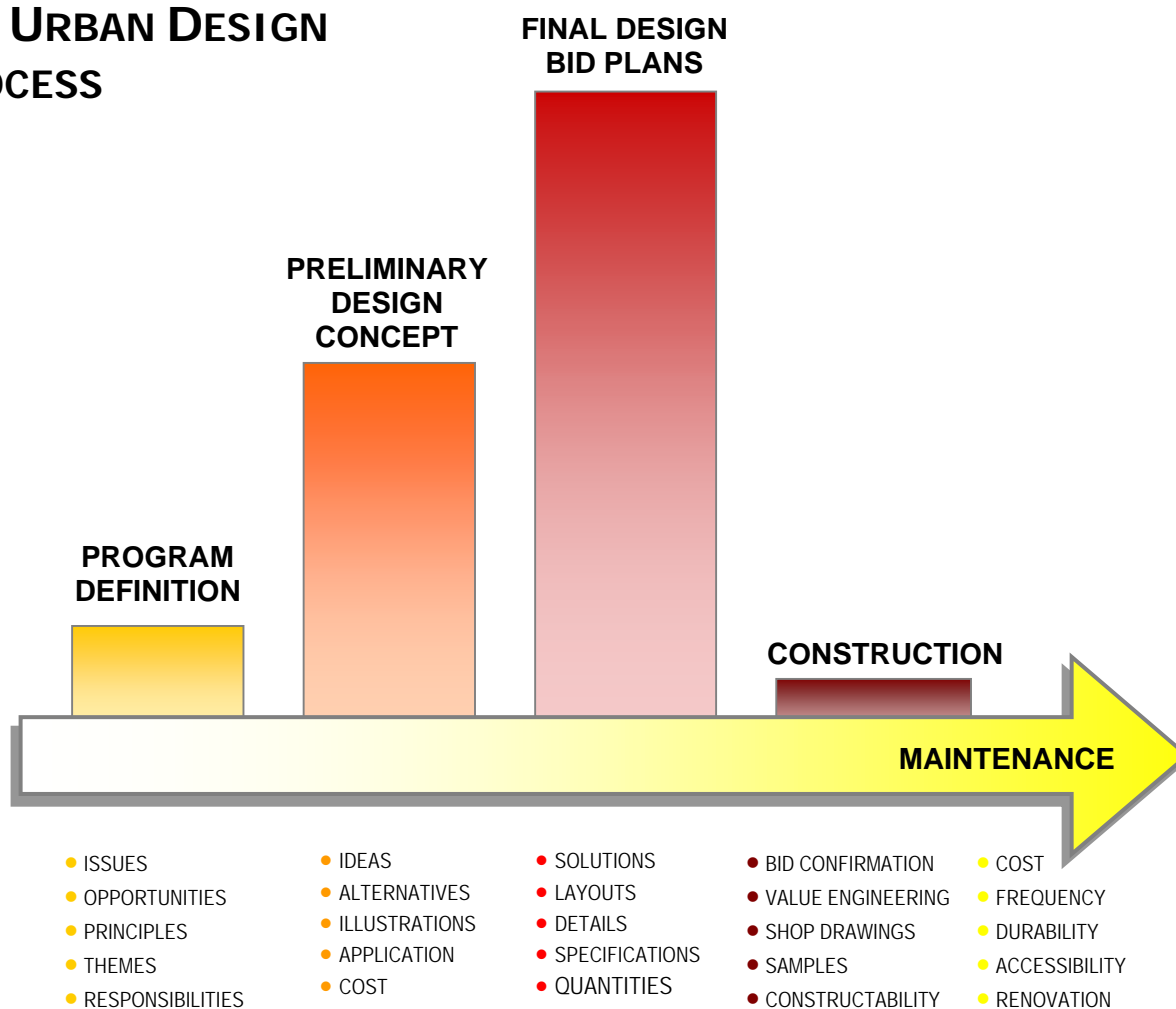 URBAN DESIGN
FINAL DESIGN
BID PLANS
PRELIMINARY
DESIGN
CONCEPT
PROGRAM
DEFINITION
CONSTRUCTION
MAINTENANCE
• ISSUES
• OPPORTUNITIES
• PRINCIPLES
• THEMES
• RESPONSIBILITIES
• IDEAS
• ALTERNATIVES
• ILLUSTRATIONS
• APPLICATION
• COST
• SOLUTIONS
• LAYOUTS
• DETAILS
• SPECIFICATIONS
• QUANTITIES
• BID CONFIRMATION
• VALUE ENGINEERING
• SHOP DRAWINGS
• SAMPLES
• CONSTRUCTABILITY
• COST
• FREQUENCY
• DURABILITY
• ACCESSIBILITY
• RENOVATION